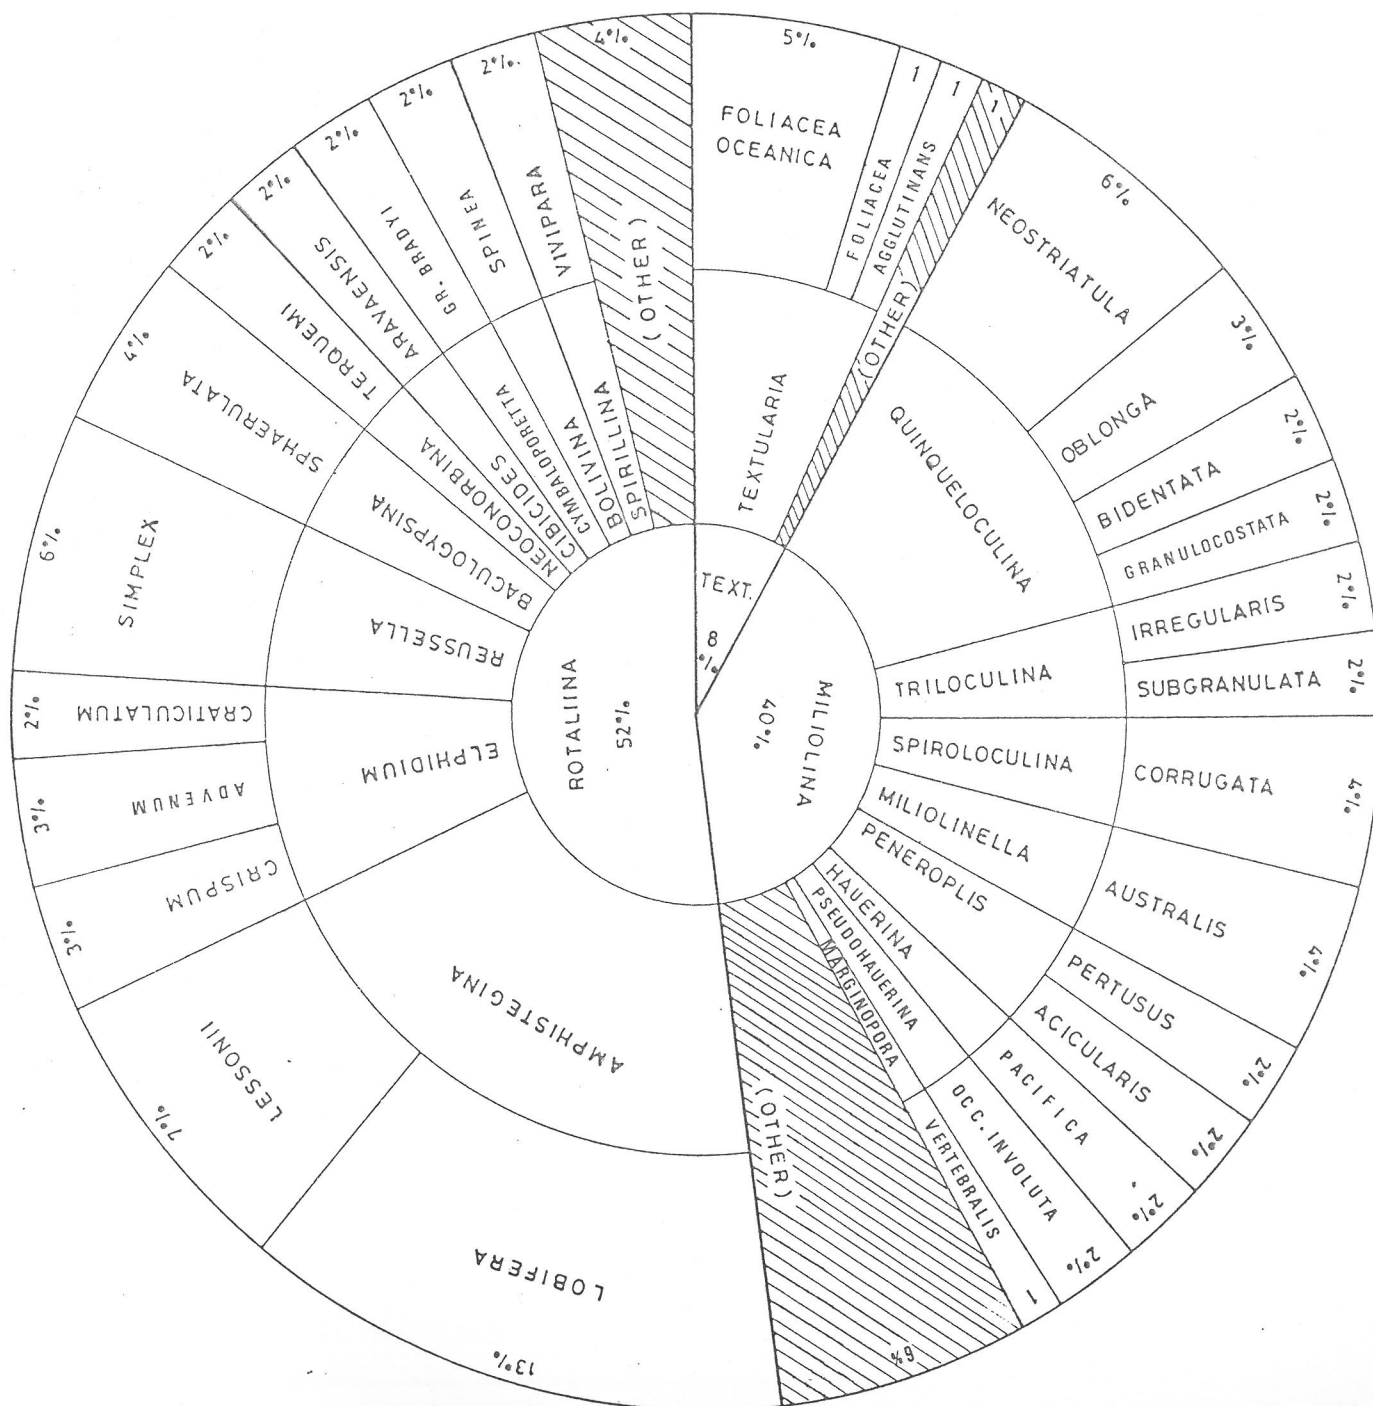 TEXT.
8
%
MILIOLINA
40%
ROTALIINA
52%
TEXTULARIA
FOLIACEA
OCEANICA
5%
FOLIACEA
1
AGGLUTINANS
1
(OTHER)
1
QUINQUELOCULINA
NEOSTRIATULA
6%
OBLONGA
3%
BIDENTATA
2%
GRANULOCOSTATA
2%
TRILOCULINA
IRREGULARIS
2%
SUBGRANULATA
2%
SPIROLOCULINA
CORRUGATA
4%
MILIOLINELLA
AUSTRALIS
4%
PENEROPLIS
PERTUSUS
2%
ACICULARIS
2%
HAUERINA
PACIFICA
2%
PSEUDOHAUERINA
OCC. INVOLUTA
2%
MARGINOPORA
VERTEBRALIS
1
(OTHER)
6%
AMPHISTEGINA
LOBIFERA
13%
LESSONII
7%
ELPHIDIUM
CRISPUM
3%
ADVENUM
3%
CRATICULATUM
2%
REUSSELLA
SIMPLEX
6%
BACULOGYPSINA
SPHAERULATA
4%
NEOCONORBINA
TERQUEMI
2%
CIBICIDES
ARAVAENSIS
2%
CYMBALOPORETTA
GR. BRADYI
2%
BOLIVINA
SPINEA
2%
SPIRILLINA
VIVIPARA
2%.
(OTHER)
4%